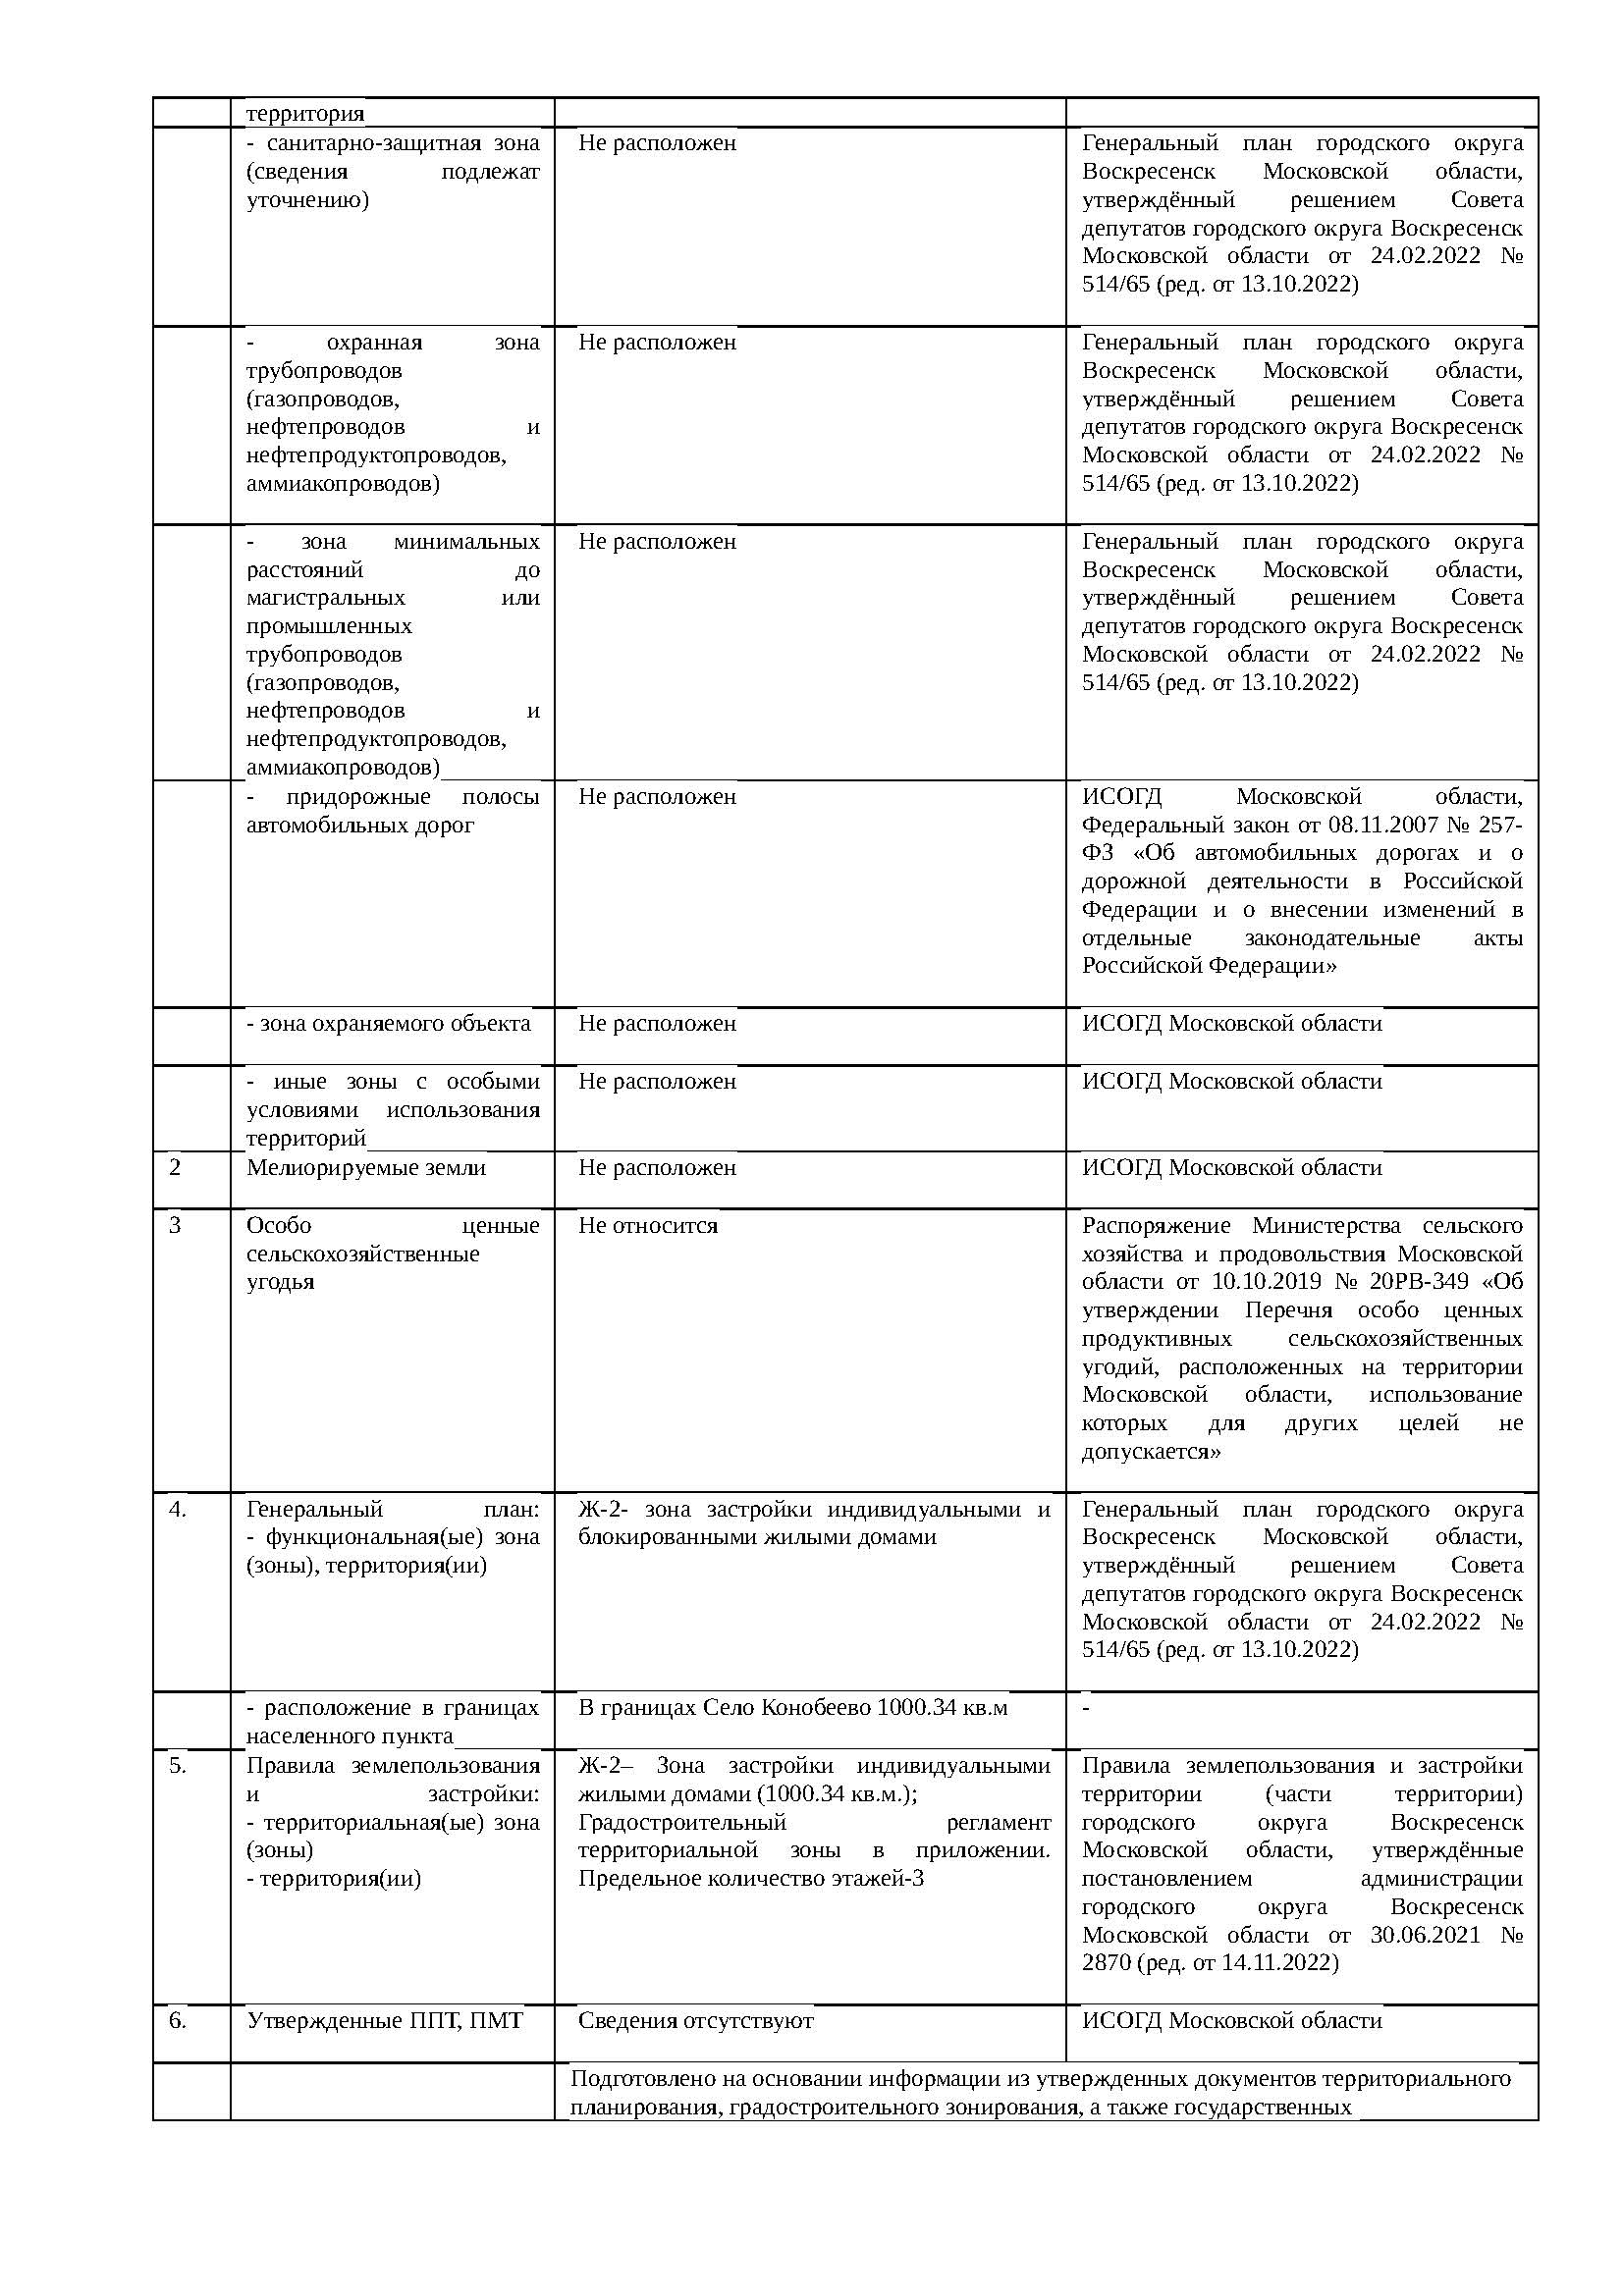 территория
- санитарно-защитная зона
(сведения подлежат
уточнению)
Не расположен
Генеральный план городского округа
Воскресенск Московской области,
утверждённый решением Совета
депутатов городского округа Воскресенск
Московской области от 24.02.2022 №
514/65 (ред. от 13.10.2022)
- охранная зона
трубопроводов
(газопроводов,
нефтепроводов и
нефтепродуктопроводов,
аммиакопроводов)
Не расположен
Генеральный план городского округа
Воскресенск Московской области,
утверждённый решением Совета
депутатов городского округа Воскресенск
Московской области от 24.02.2022 №
514/65 (ред. от 13.10.2022)
- зона минимальных
расстояний до
магистральных или
промышленных
трубопроводов
(газопроводов,
нефтепроводов и
нефтепродуктопроводов,
аммиакопроводов)
Не расположен
Генеральный план городского округа
Воскресенск Московской области,
утверждённый решением Совета
депутатов городского округа Воскресенск
Московской области от 24.02.2022 №
514/65 (ред. от 13.10.2022)
- придорожные полосы
автомобильных дорог
Не расположен
ИСОГД Московской области,
Федеральный закон от 08.11.2007 № 257-
ФЗ «Об автомобильных дорогах и о
дорожной деятельности в Российской
Федерации и о внесении изменений в
отдельные законодательные акты
Российской Федерации»
- зона охраняемого объекта
Не расположен
ИСОГД Московской области
- иные зоны с особыми
условиями использования
территорий
Не расположен
ИСОГД Московской области
2
Мелиорируемые земли
Не расположен
ИСОГД Московской области
3
Особо ценные
сельскохозяйственные
угодья
Не относится
Распоряжение Министерства сельского
хозяйства и продовольствия Московской
области от 10.10.2019 № 20РВ-349 «Об
утверждении Перечня особо ценных
продуктивных сельскохозяйственных
угодий, расположенных на территории
Московской области, использование
которых для других целей не
допускается»
4.
Генеральный план:
- функциональная(ые) зона
(зоны), территория(ии)
Ж-2- зона застройки индивидуальными и
блокированными жилыми домами
Генеральный план городского округа
Воскресенск Московской области,
утверждённый решением Совета
депутатов городского округа Воскресенск
Московской области от 24.02.2022 №
514/65 (ред. от 13.10.2022)
- расположение в границах
населенного пункта
В границах Село Конобеево 1000.34 кв.м
-
5.
Правила землепользования
и застройки:
- территориальная(ые) зона
(зоны)
- территория(ии)
Ж-2– Зона застройки индивидуальными
жилыми домами (1000.34 кв.м.);
Градостроительный регламент
территориальной зоны в приложении.
Предельное количество этажей-3
Правила землепользования и застройки
территории (части территории)
городского округа Воскресенск
Московской области, утверждённые
постановлением администрации
городского округа Воскресенск
Московской области от 30.06.2021 №
2870 (ред. от 14.11.2022)
6.
Утвержденные ППТ, ПМТ
Сведения отсутствуют
ИСОГД Московской области
Подготовлено на основании информации из утвержденных документов территориального
планирования, градостроительного зонирования, а также государственных